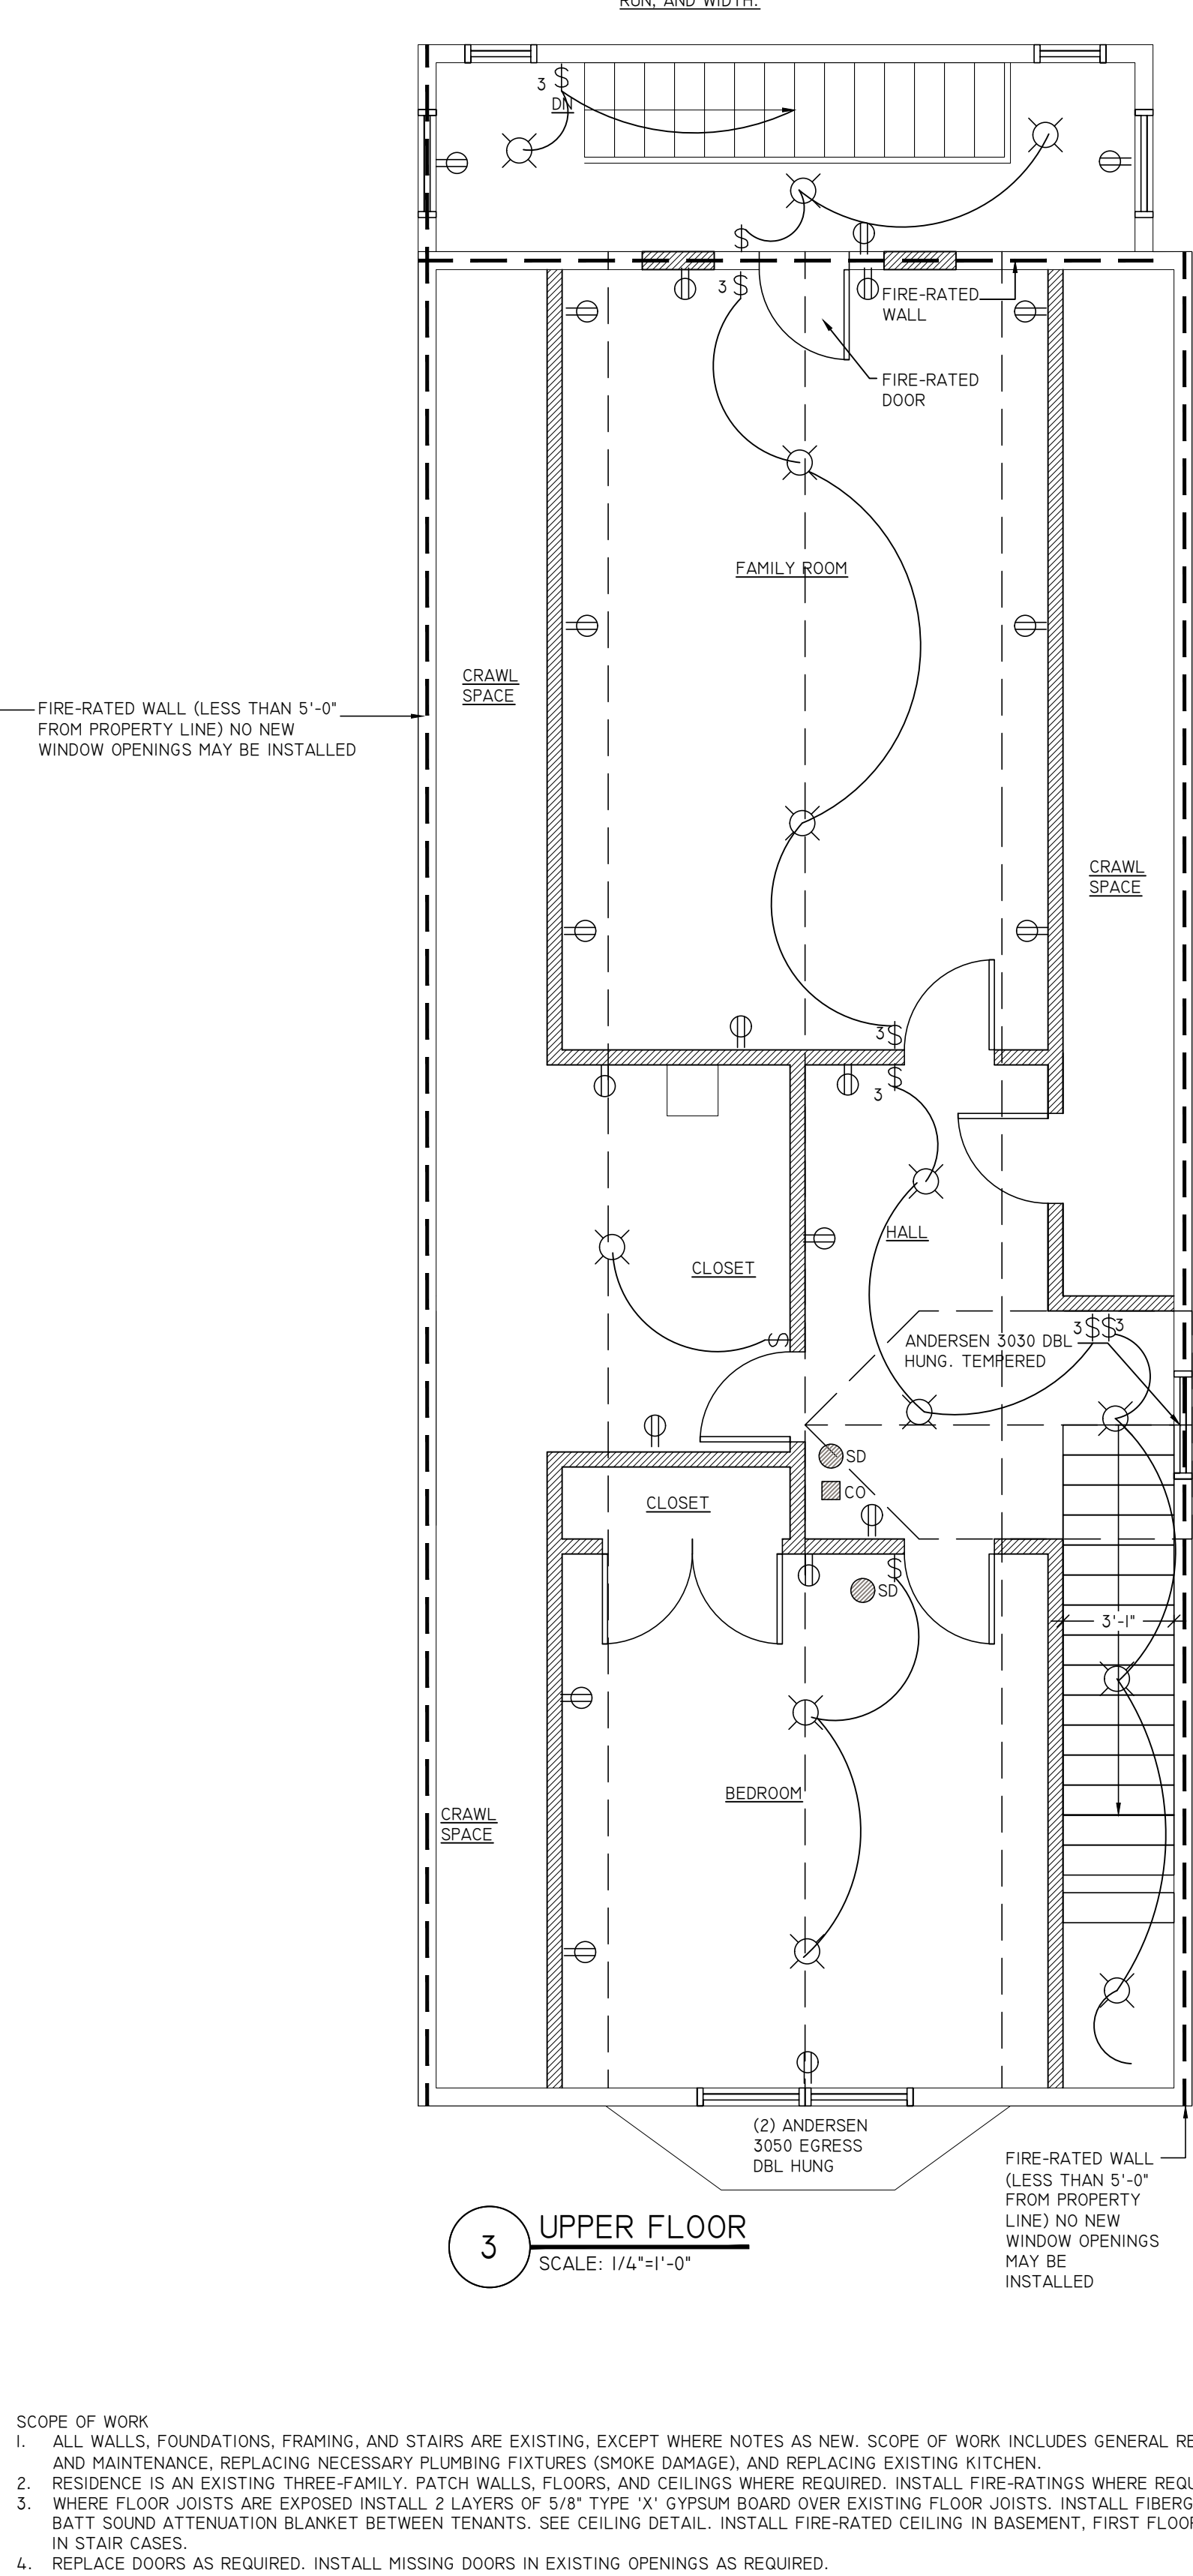 RUN, AND WIDTH.
3 $
DN
$
3 $
FIRE-RATED
WALL
FIRE-RATED
DOOR
FAMILY ROOM
CRAWL
SPACE
FIRE-RATED WALL (LESS THAN 5'-0"
FROM PROPERTY LINE) NO NEW
WINDOW OPENINGS MAY BE INSTALLED
CRAWL
SPACE
3 $
$
3
HALL
CLOSET
$
3 $ $ 3
ANDERSEN 3030 DBL
HUNG. TEMPERED
SD
CO
CLOSET
$
SD
3'-1"
BEDROOM
CRAWL
SPACE
(2) ANDERSEN
3050 EGRESS
DBL HUNG
FIRE-RATED WALL
(LESS THAN 5'-0"
FROM PROPERTY
LINE) NO NEW
WINDOW OPENINGS
MAY BE
INSTALLED
3 UPPER FLOOR
SCALE: 1/4"=1'-0"
SCOPE OF WORK
1. ALL WALLS, FOUNDATIONS, FRAMING, AND STAIRS ARE EXISTING, EXCEPT WHERE NOTES AS NEW. SCOPE OF WORK INCLUDES GENERAL
AND MAINTENANCE, REPLACING NECESSARY PLUMBING FIXTURES (SMOKE DAMAGE), AND REPLACING EXISTING KITCHEN.
2. RESIDENCE IS AN EXISTING THREE-FAMILY. PATCH WALLS, FLOORS, AND CEILINGS WHERE REQUIRED. INSTALL FIRE-RATINGS WHERE
3. WHERE FLOOR JOISTS ARE EXPOSED INSTALL 2 LAYERS OF 5/8" TYPE 'X' GYPSUM BOARD OVER EXISTING FLOOR JOISTS. INSTALL
BATT SOUND ATTENUATION BLANKET BETWEEN TENANTS. SEE CEILING DETAIL. INSTALL FIRE-RATED CEILING IN BASEMENT, FIRST
IN STAIR CASES.
4. REPLACE DOORS AS REQUIRED. INSTALL MISSING DOORS IN EXISTING OPENINGS AS REQUIRED.